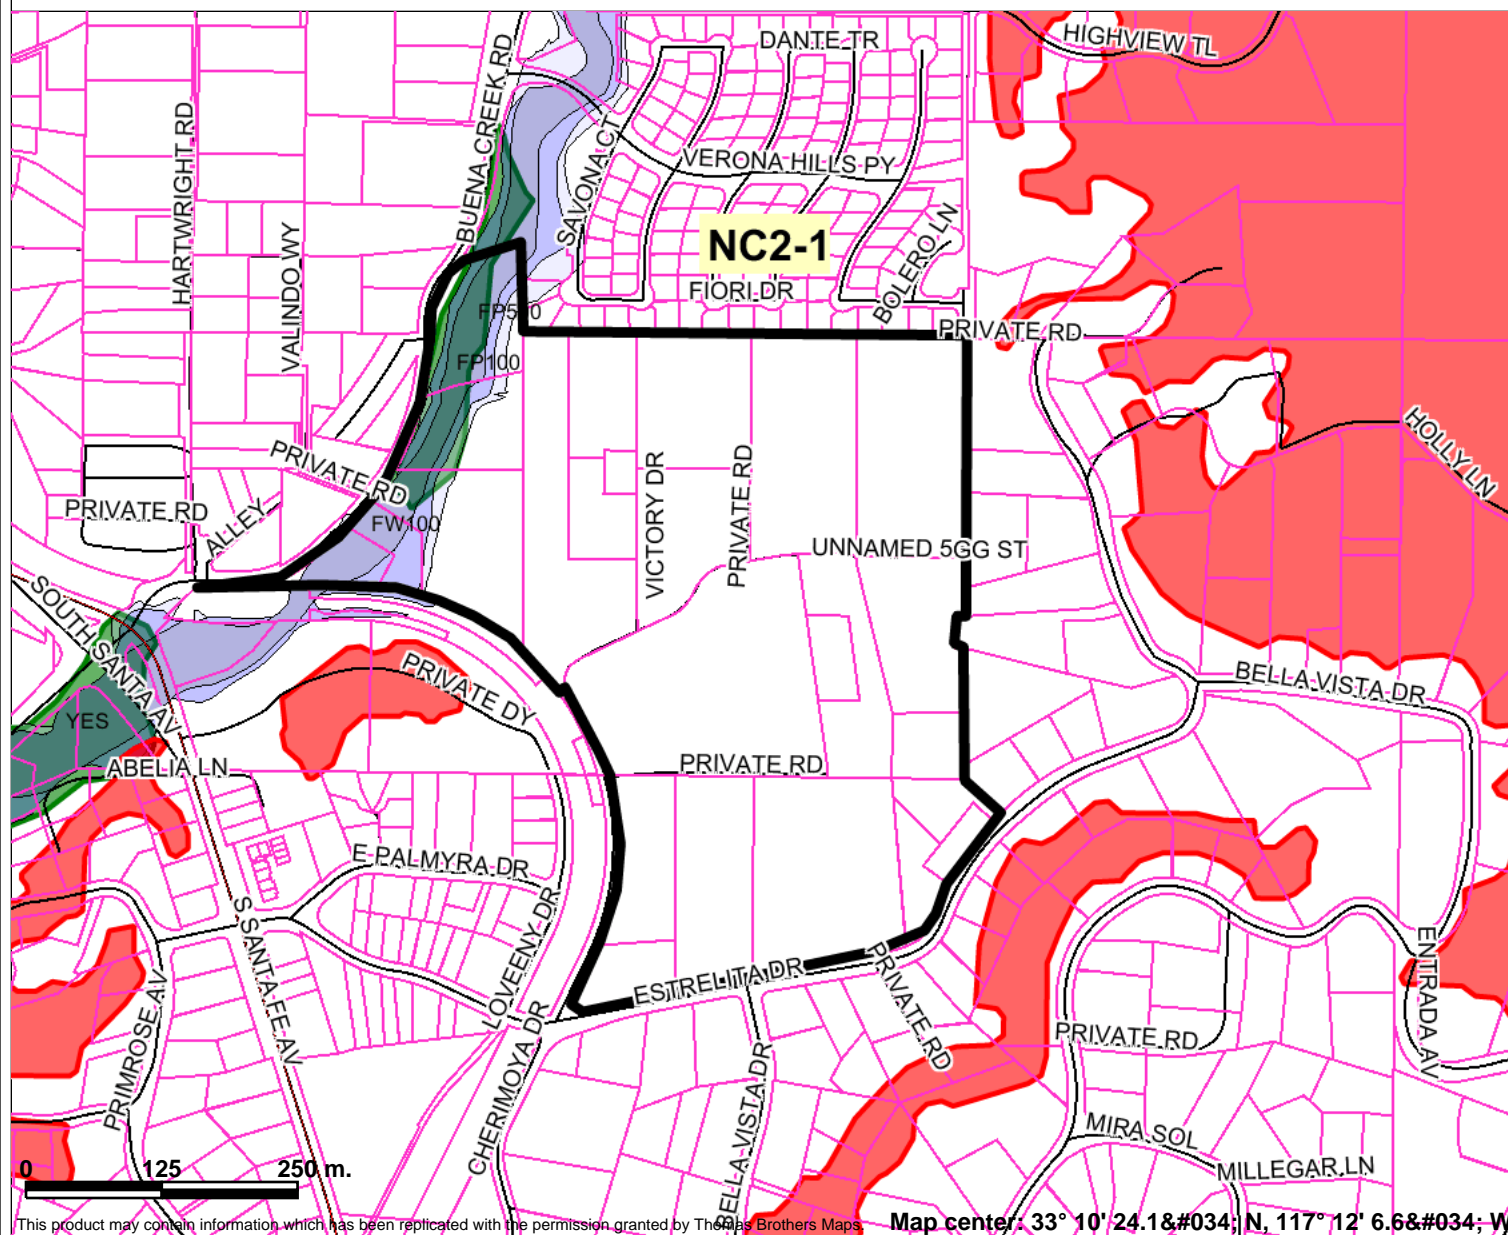 HIGHVIEW TL
DANTE TR
BUENA CREEK RD
HARTWRIGHT RD
SAVONA CT
VERONA HILLS PY
VALINDO WY
NC2-1
BOLERO LN
FIORI DR
FP500
PRIVATE RD
FP100
HOLLY LN
PRIVATE RD
VICTORY DR
PRIVATE RD
PRIVATE RD
ALLEY
FW100
UNNAMED 5GG ST
SOUTH SANTA AV
PRIVATE DY
BELLA VISTA DR
YES
ABELIA LN
PRIVATE RD
E PALMYRA DR
S SANTA FE AV
LOVEENY DR
ESTRELITA DR
PRIVATE RD
ENTRADA AV
PRIMROSE AV
CHERIMOYA DR
BELLA VISTA DR
PRIVATE RD
MIRA SOL
MILLEGAR LN
0 125 250 m.
This product may contain information which has been replicated with the permission granted by Thomas Brothers Maps.
Map center: 33° 10' 24.1&#034; N, 117° 12' 6.6&#034; W